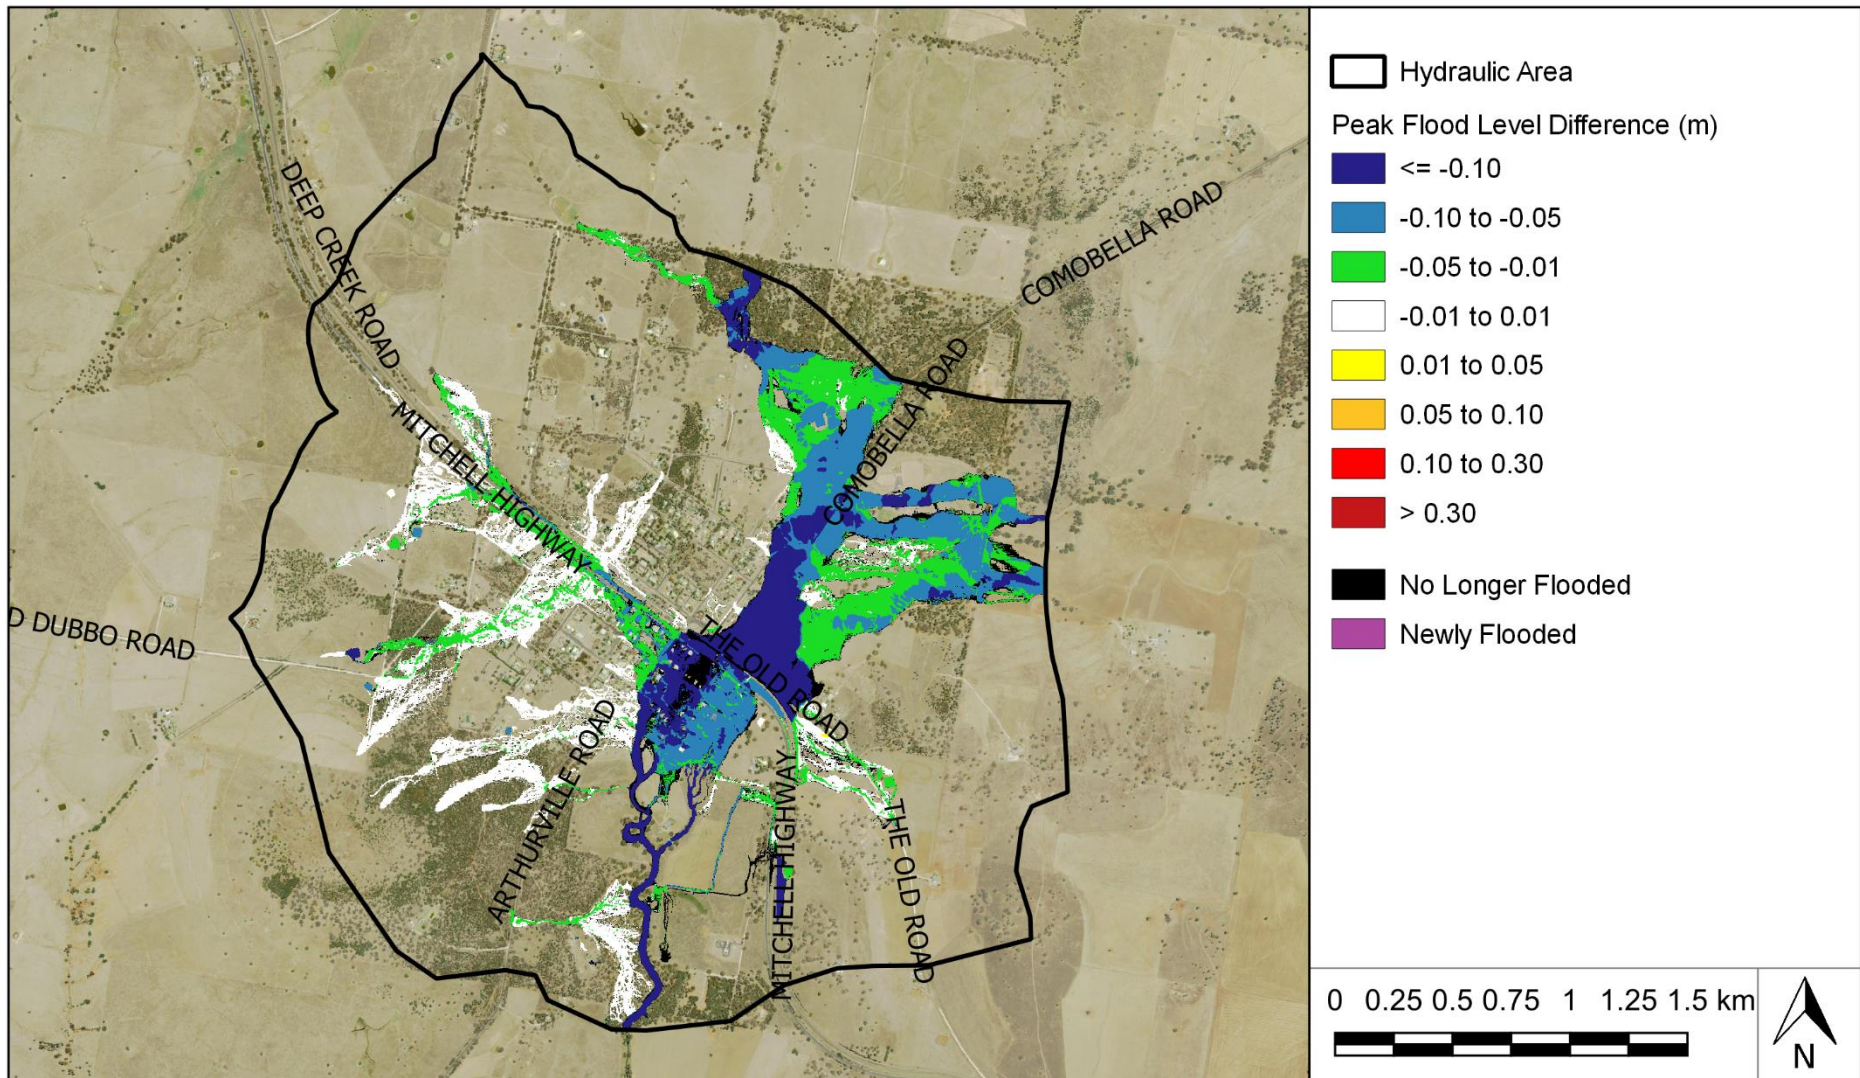 DEEP CREEK ROAD
COMOBELLA ROAD
MITCHELL HIGHWAY
COMOBELLA ROAD
D DUBBO ROAD
THE OLD ROAD
ARTHURVILLE ROAD
MITCHELL HIGHWAY
THE OLD ROAD
Hydraulic Area
Peak Flood Level Difference (m)
<= -0.10
-0.10 to -0.05
-0.05 to -0.01
-0.01 to 0.01
0.01 to 0.05
0.05 to 0.10
0.10 to 0.30
> 0.30
No Longer Flooded
Newly Flooded
0 0.25 0.5 0.75 1 1.25 1.5 km
N